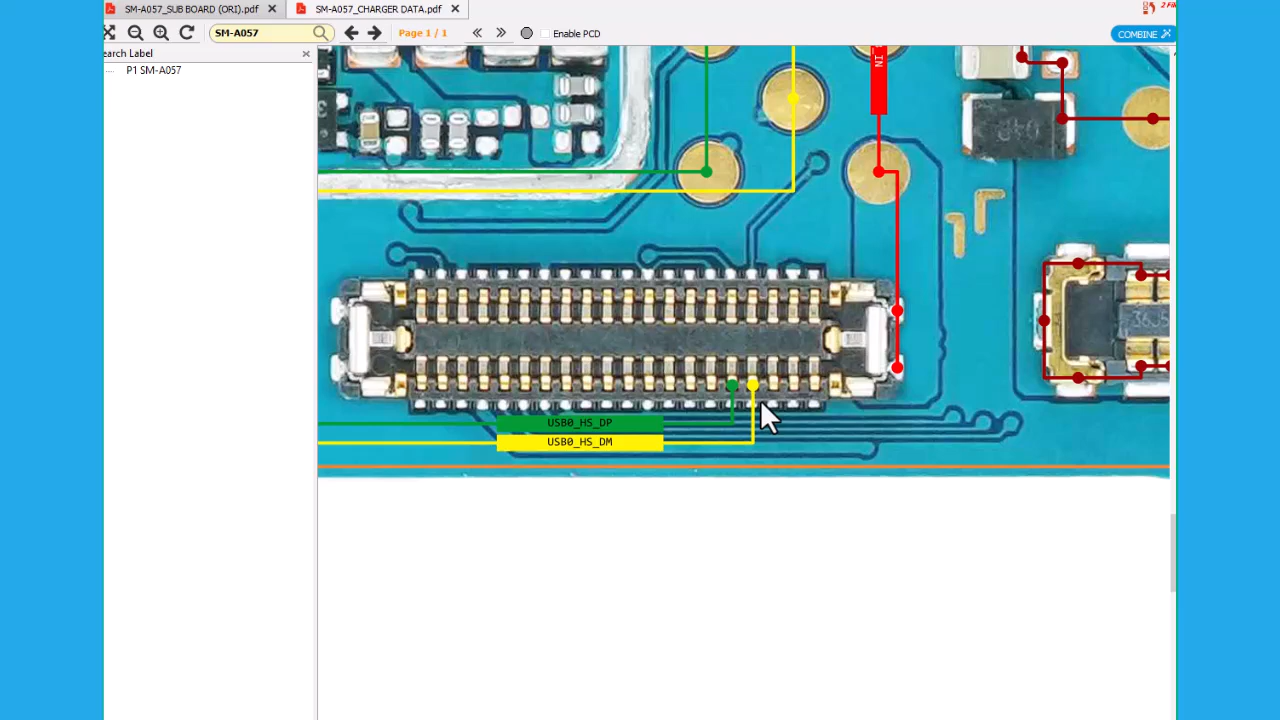 SM-A057_SUB BOARD (ORI).pdf
SM-A057_CHARGER DATA.pdf
SM-A057
Page 1 / 1
Enable PCD
COMBINE
earch Label
P1 SM-A057
IN
USB0_HS_DP
USB0_HS_DM